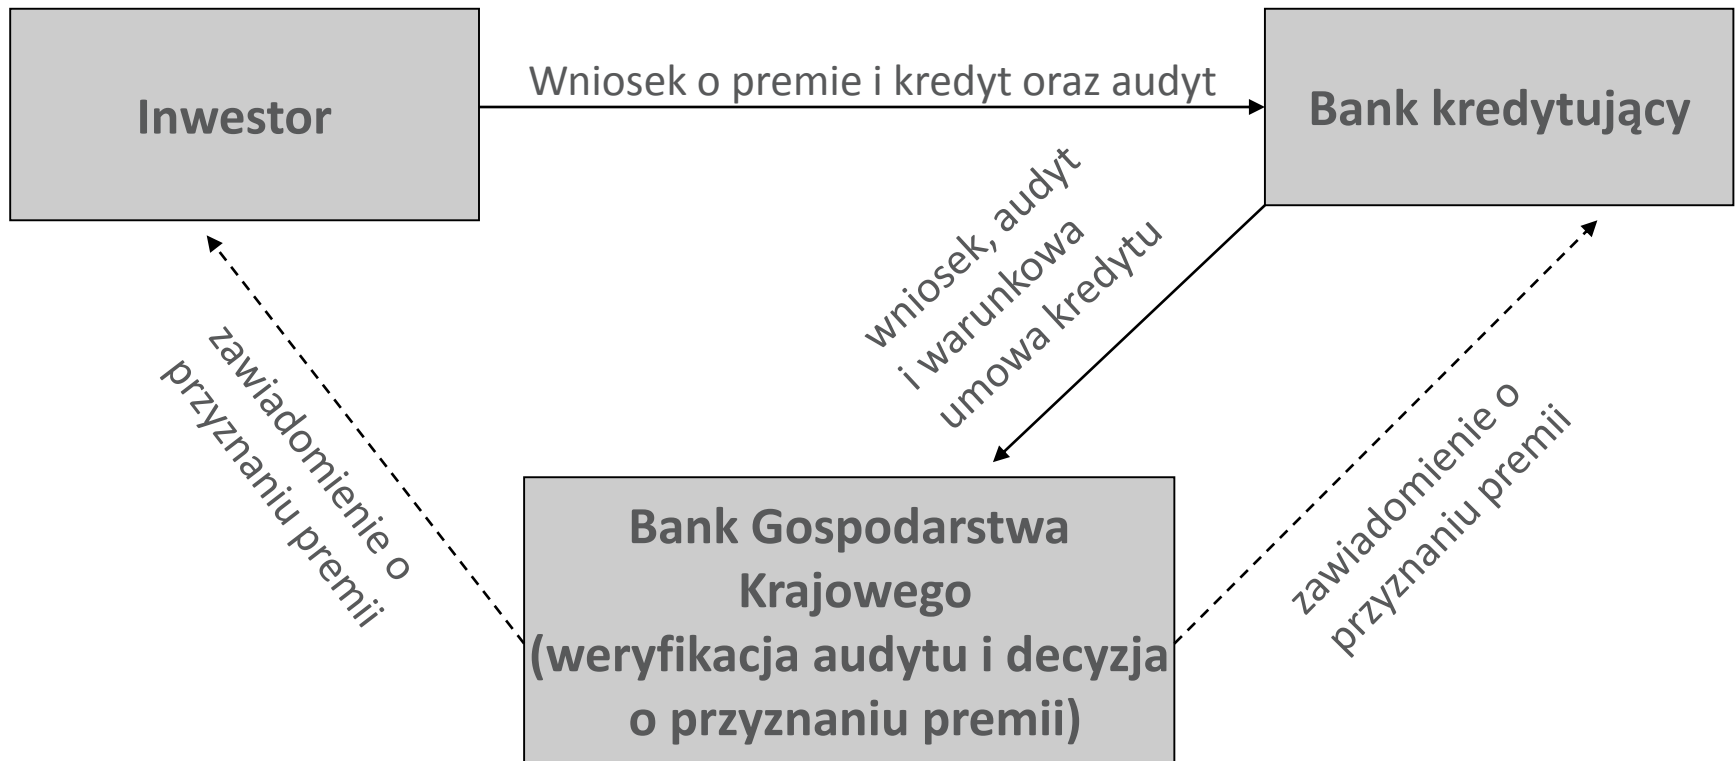 Inwestor
Wniosek o premie i kredyt oraz audyt
Bank kredytujący
wniosek, audyt
i warunkowa
umowa kredytu
zawiadomienie o
przyznaniu premii
zawiadomienie o
przyznaniu premii
Bank Gospodarstwa
Krajowego
(weryfikacja audytu i decyzja
o przyznaniu premii)